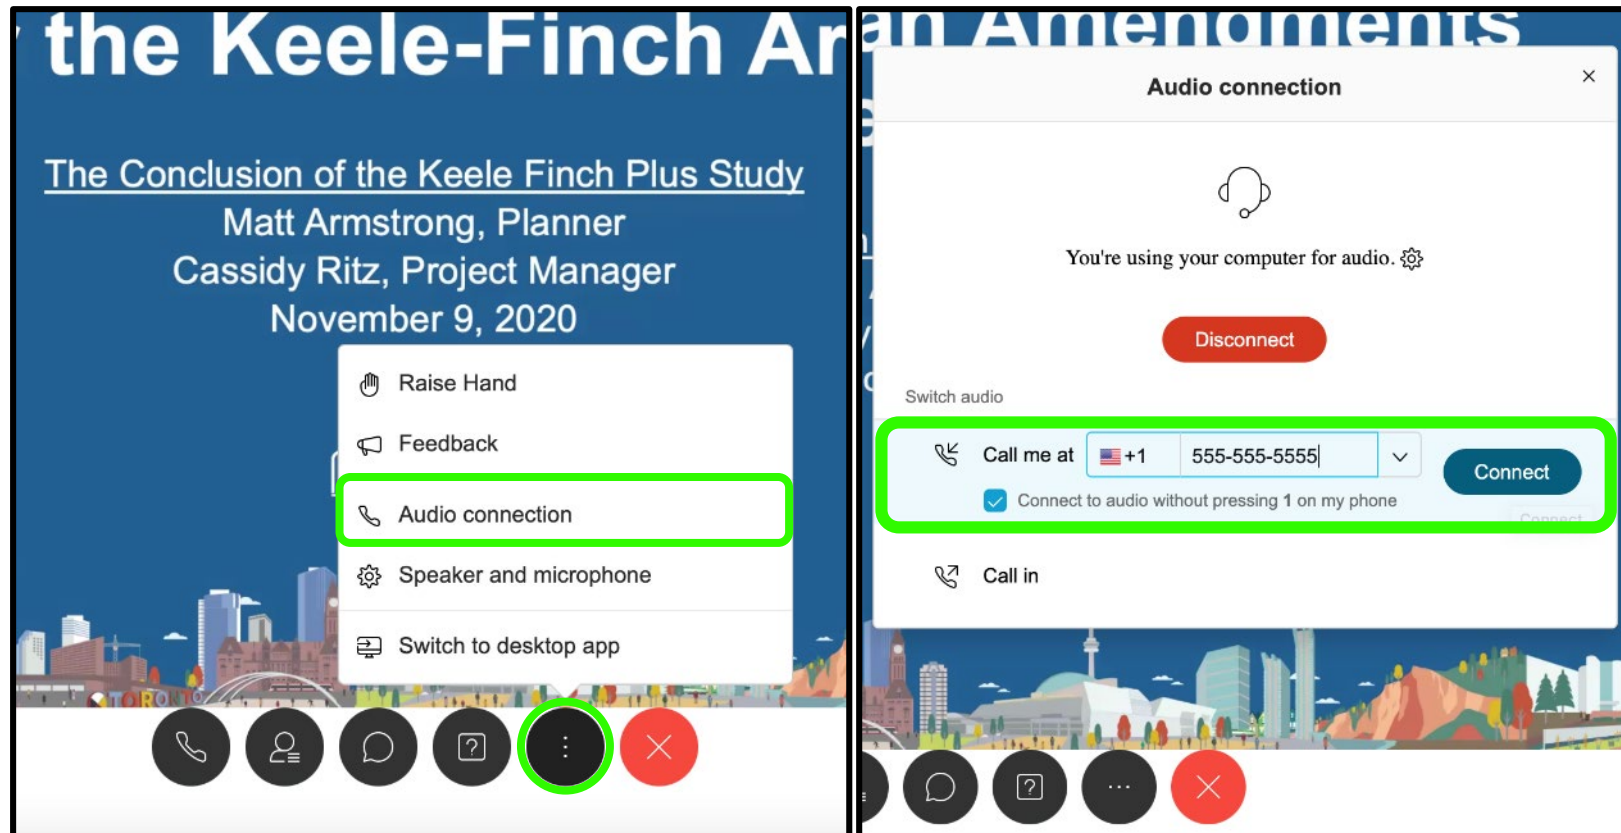 the Keele-Finch Ar
The Conclusion of the Keele Finch Plus Study
Matt Armstrong, Planner
Cassidy Ritz, Project Manager
November 9, 2020
Raise Hand
Feedback
Audio connection
Speaker and microphone
Switch to desktop app
TORONTO
an Amendments
Audio connection
You're using your computer for audio.
Disconnect
Switch audio
Call me at +1 555-555-5555
Connect
Connect to audio without pressing 1 on my phone
Connect
Call in